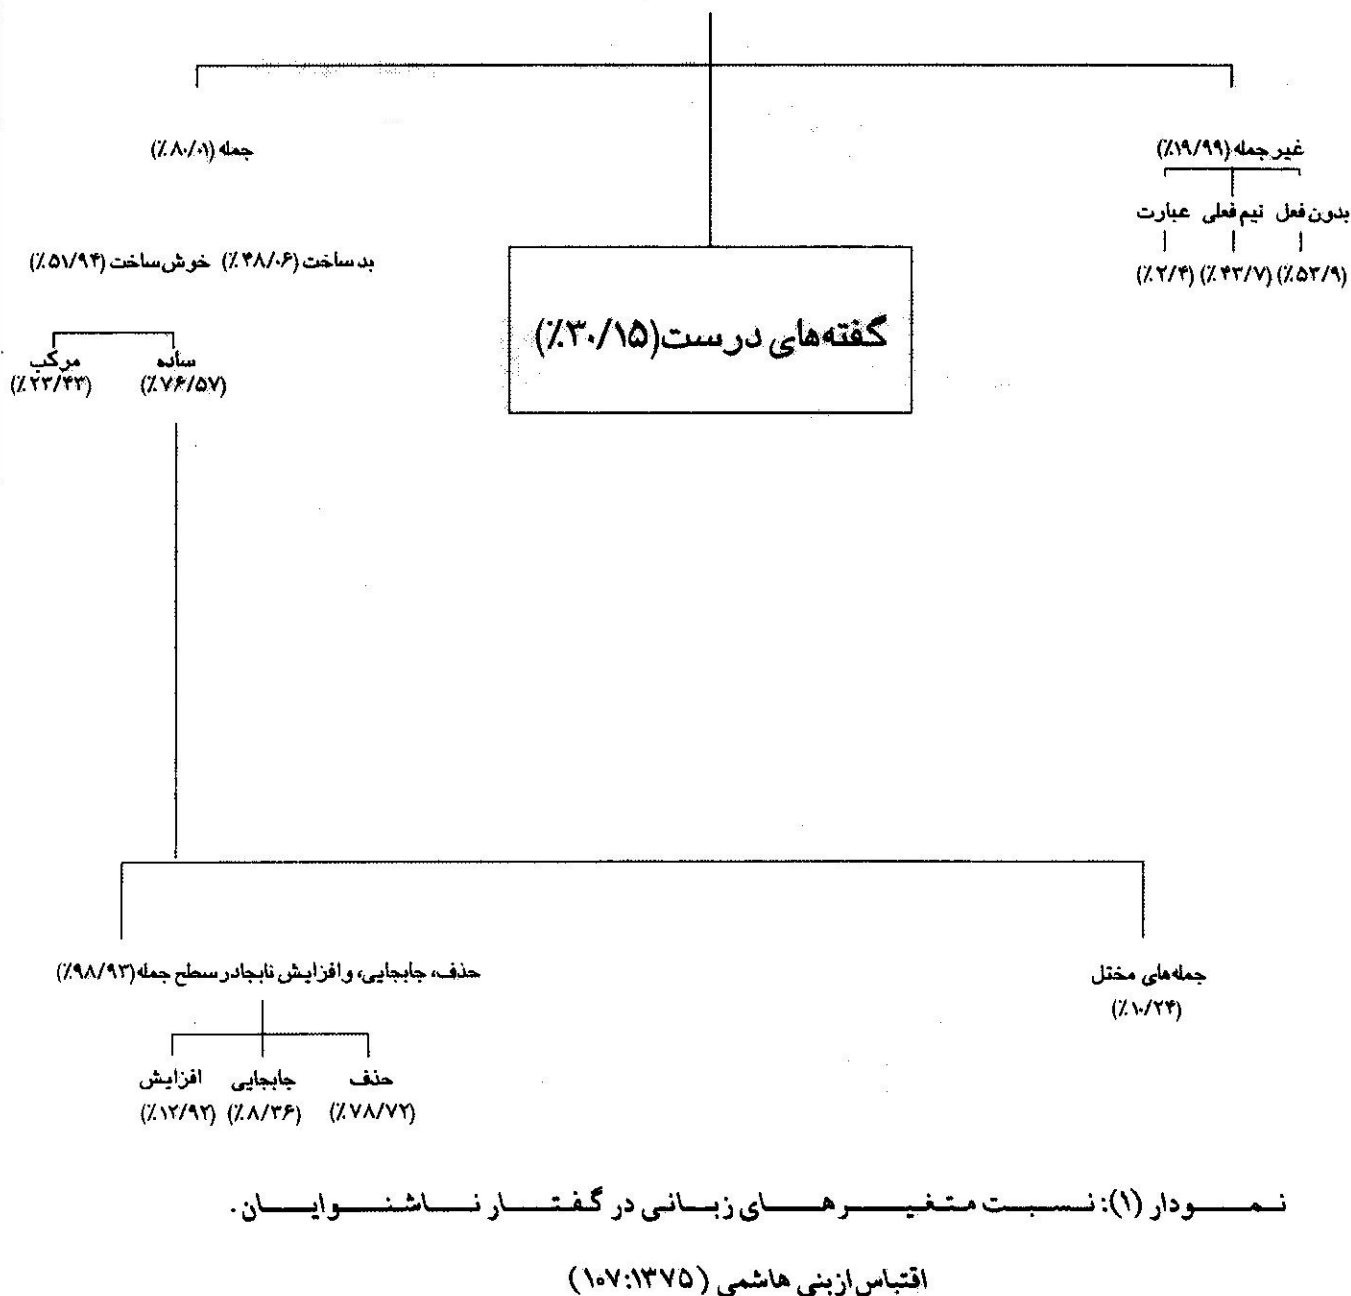 غیر جمله (٪۱۹/۹۹)
جمله (٪۸۰/۰۱)
بدون فعل نیم فعلی عبارت
(٪۵۳/۹) (٪۴۳/۷) (٪۲/۴)
بد ساخت (٪۴۸/۰۶) خوش ساخت (٪۵۱/۹۴)
گفته‌های درست (٪۳۰/۱۵)
ساده مرکب
(٪۷۶/۵۷) (٪۲۳/۴۳)
جمله‌های مختل
(٪۱۰/۲۴)
حذف، جابجایی، و افزایش نابجا در سطح جمله (٪۹۸/۹۳)
حذف جابجایی افزایش
(٪۷۸/۷۲) (٪۸/۳۶) (٪۱۲/۹۲)
نمودار (۱): نسبت متغیرهای زبانی در گفتار ناشنوایان.
اقتباس از بنی هاشمی (۱۰۷:۱۳۷۵)